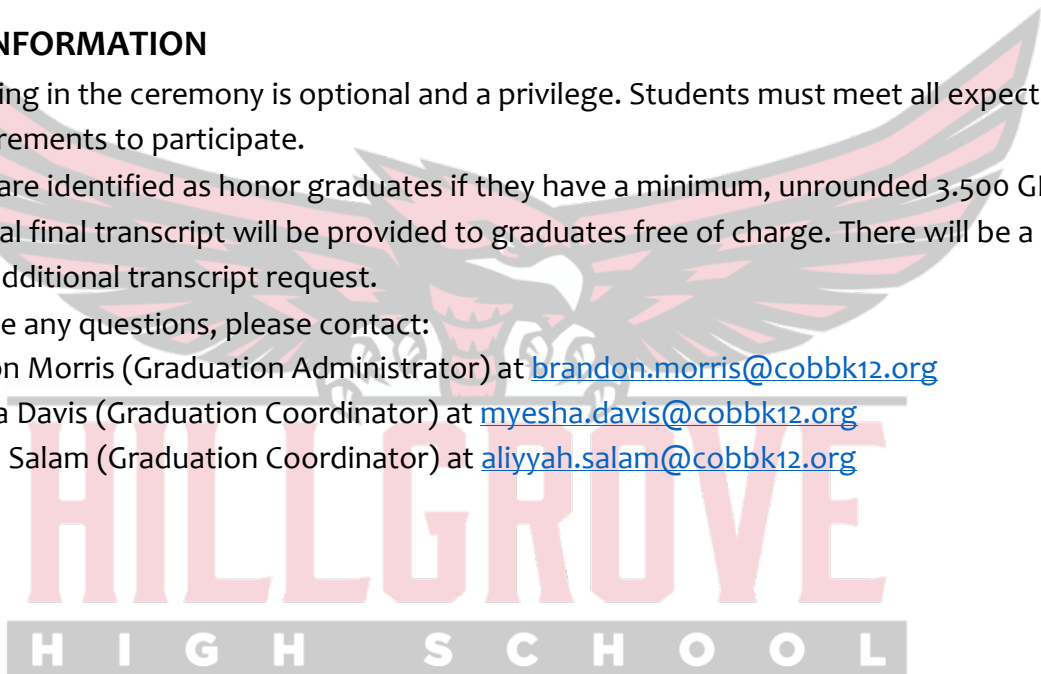 NFORMATION
ing in the ceremony is optional and a privilege. Students must meet all expect
rements to participate.
are identified as honor graduates if they have a minimum, unrounded 3.500 G
al final transcript will be provided to graduates free of charge. There will be a
dditional transcript request.
e any questions, please contact:
on Morris (Graduation Administrator) at brandon.morris@cobbk12.org
a Davis (Graduation Coordinator) at myesha.davis@cobbk12.org
Salam (Graduation Coordinator) at aliyyah.salam@cobbk12.org
HILLGROVE
HIGH SCHOOL